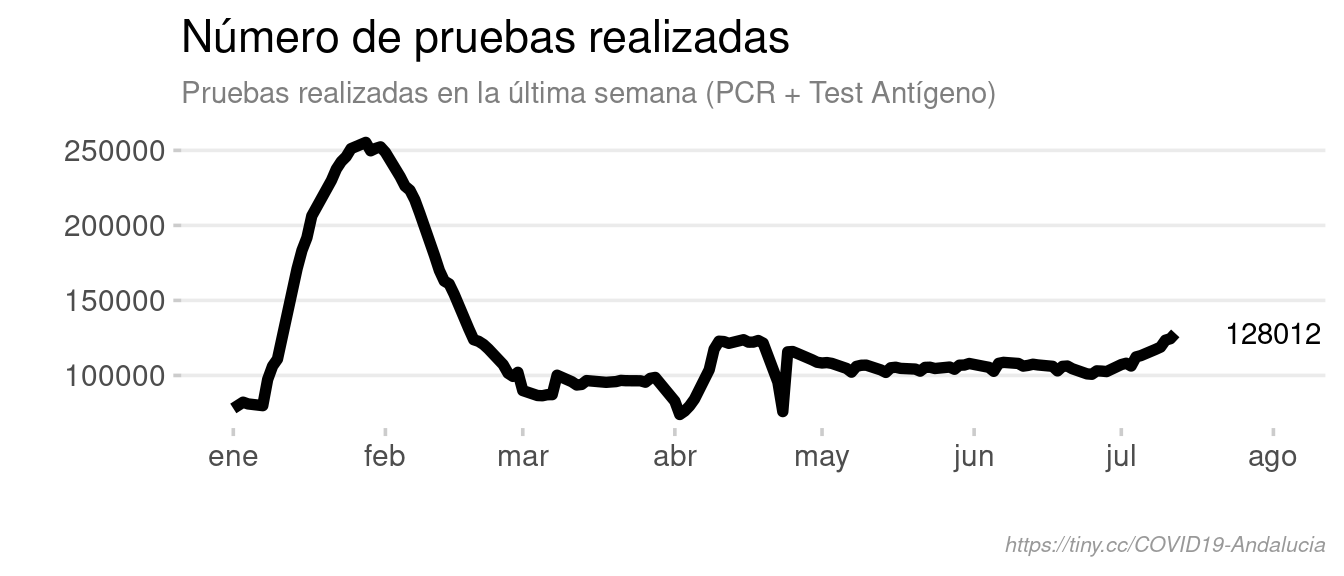 Número de pruebas realizadas
Pruebas realizadas en la última semana (PCR + Test Antígeno)
250000
200000
150000
100000
128012
ene feb mar abr may jun jul ago
https://tiny.cc/COVID19-Andalucia